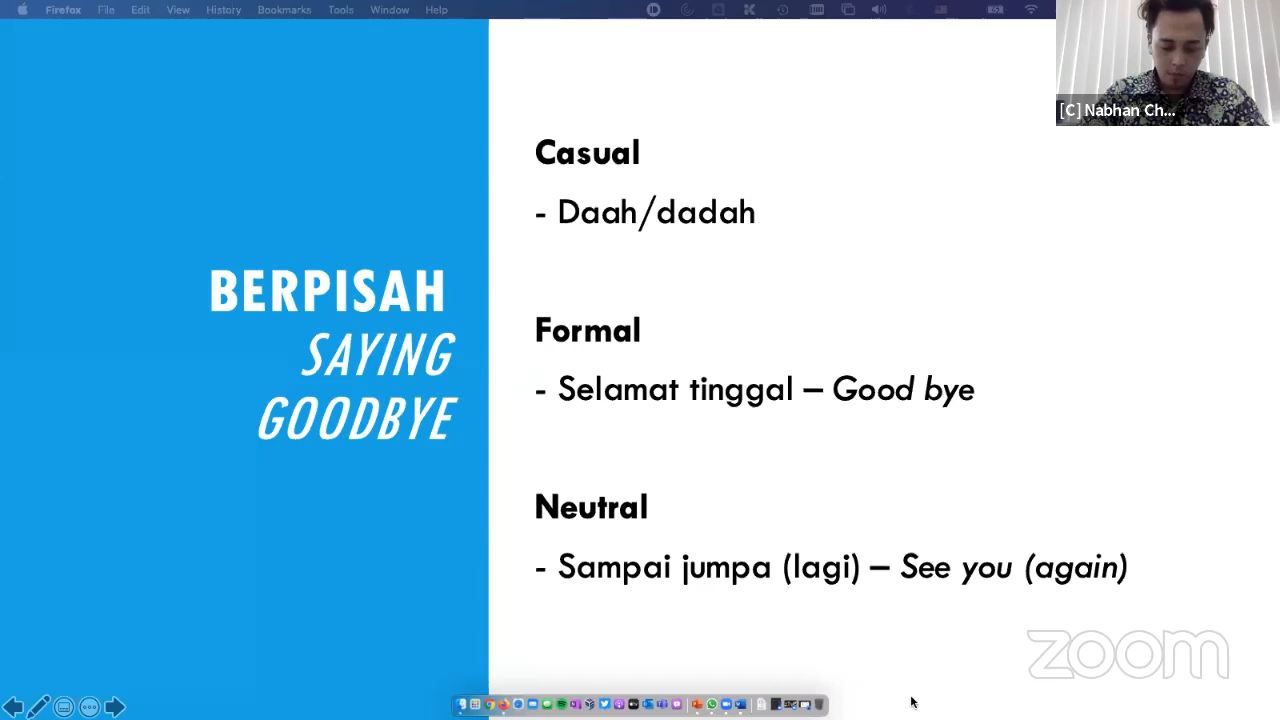 Firefox File Edit View History Bookmarks Tools Window Help
[C] Nabhan Ch...
Casual
- Daah/dadah
BERPISAH
SAYING
GOODBYE
Formal
- Selamat tinggal – Good bye
Neutral
- Sampai jumpa (lagi) – See you (again)
zoom